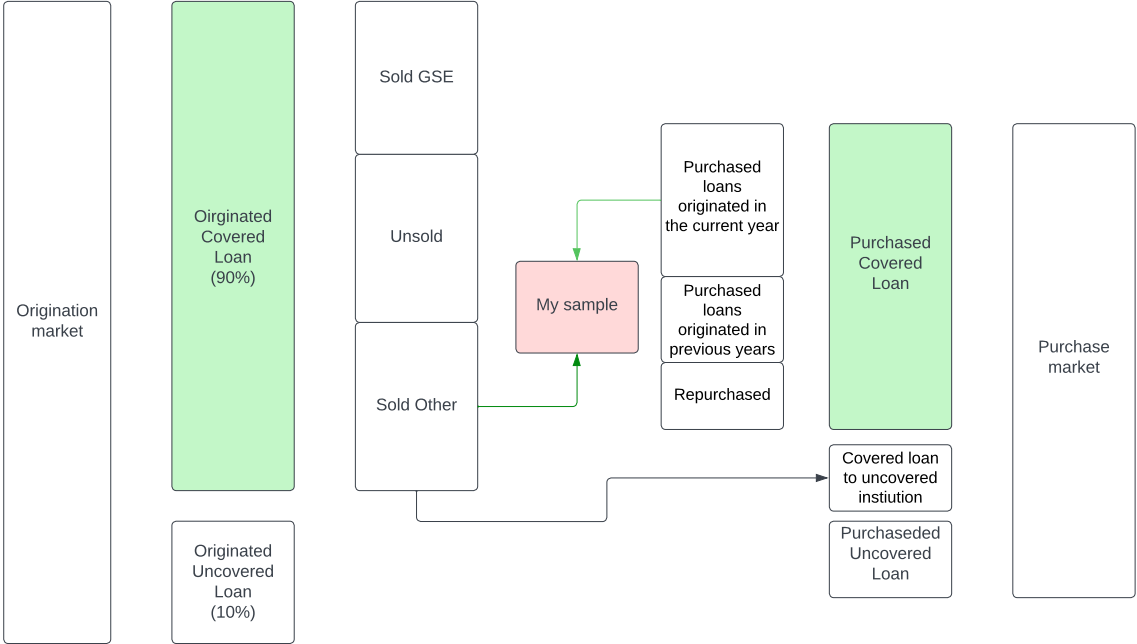 Origination
market
Oirginated
Covered
Loan
(90%)
Originated
Uncovered
Loan
(10%)
Sold GSE
Unsold
Sold Other
My sample
Purchased
loans
originated in
the current year
Purchased
loans
originated in
previous years
Repurchased
Purchased
Covered
Loan
Covered loan
to uncovered
instiution
Purchaseded
Uncovered
Loan
Purchase
market